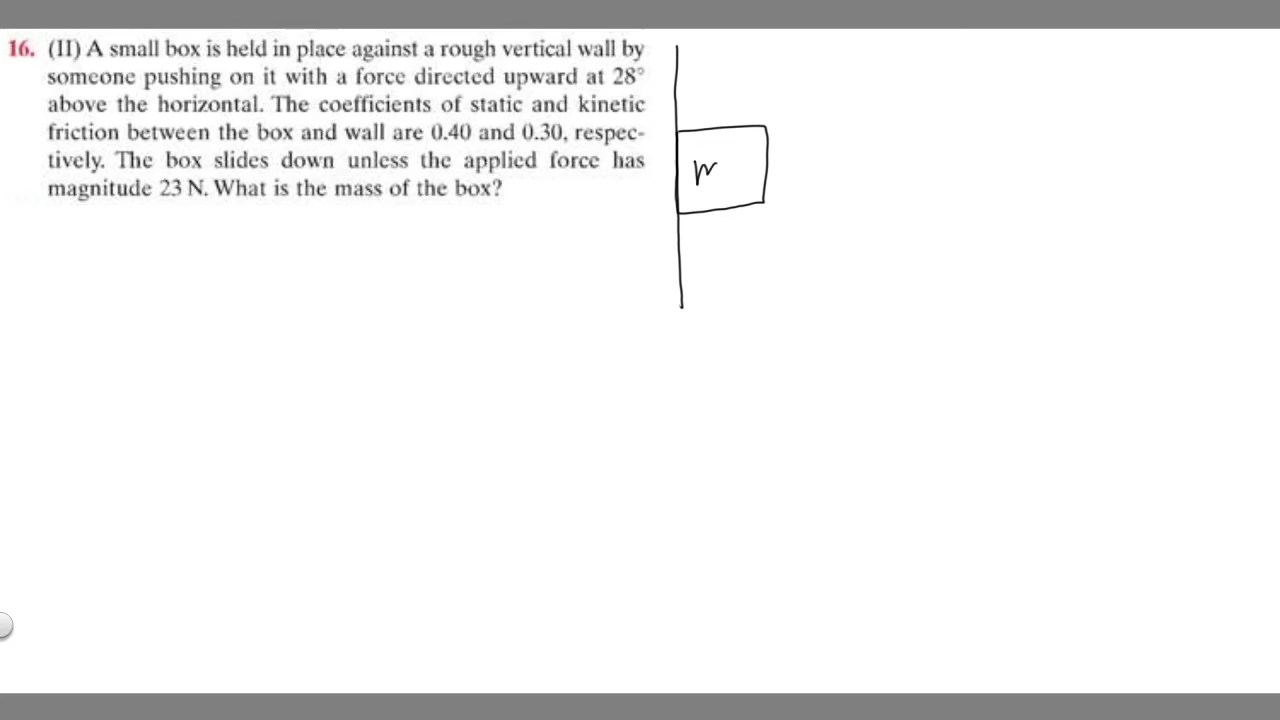 16. (II) A small box is held in place against a rough vertical wall by
someone pushing on it with a force directed upward at 28°
above the horizontal. The coefficients of static and kinetic
friction between the box and wall are 0.40 and 0.30, respec-
tively. The box slides down unless the applied force has
magnitude 23 N. What is the mass of the box?
m